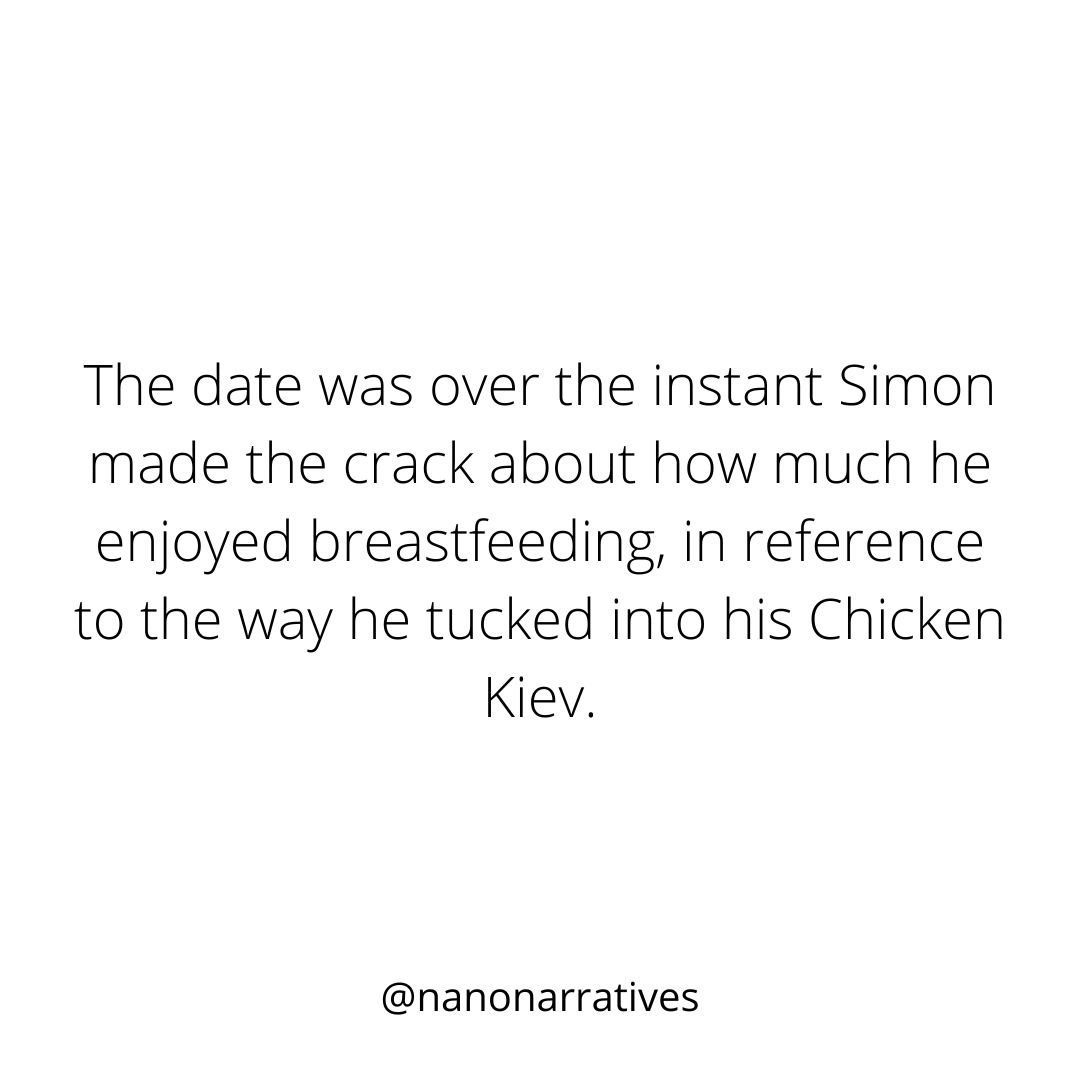 The date was over the instant Simon
made the crack about how much he
enjoyed breastfeeding, in reference
to the way he tucked into his Chicken
Kiev.
@nanonarratives